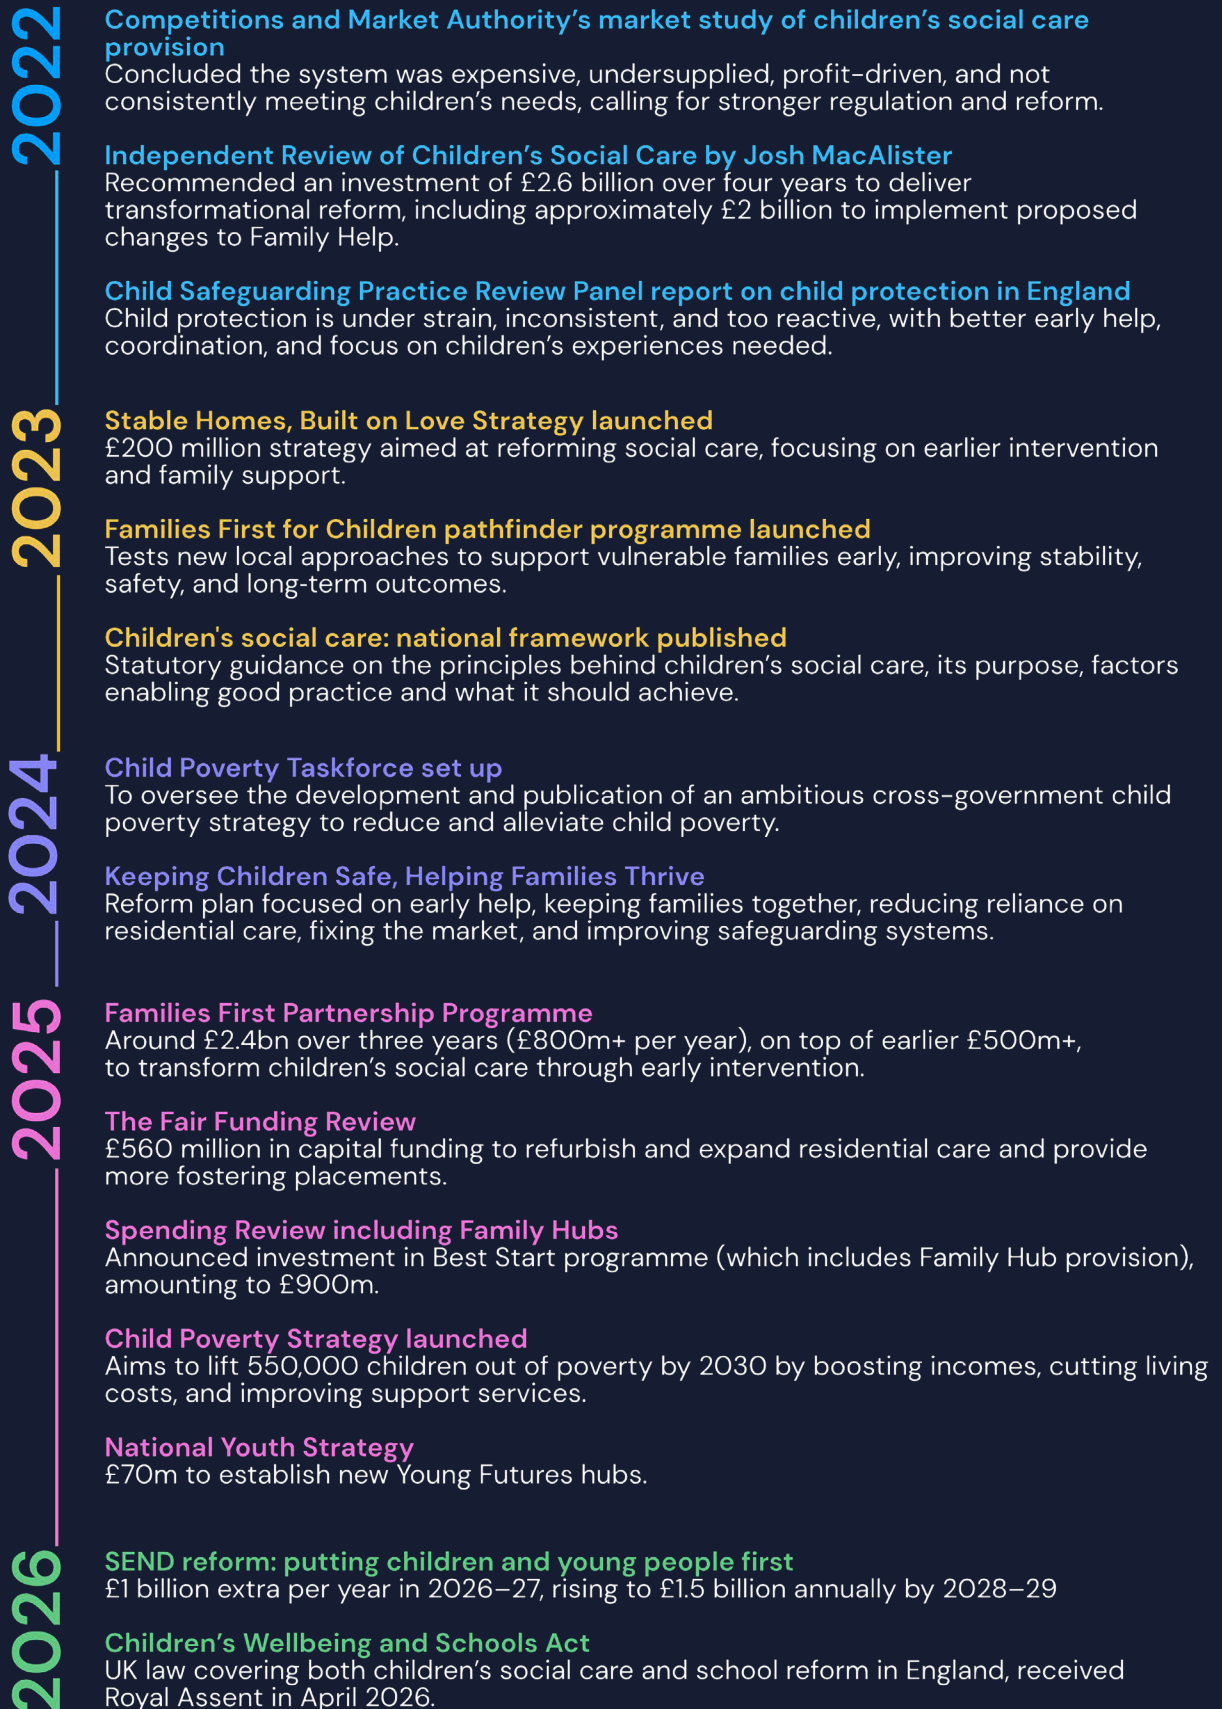 2022
Competitions and Market Authority’s market study of children’s social care
provision
Concluded the system was expensive, undersupplied, profit-driven, and not
consistently meeting children’s needs, calling for stronger regulation and reform.
Independent Review of Children’s Social Care by Josh MacAlister
Recommended an investment of £2.6 billion over four years to deliver
transformational reform, including approximately £2 billion to implement proposed
changes to Family Help.
Child Safeguarding Practice Review Panel report on child protection in England
Child protection is under strain, inconsistent, and too reactive, with better early help,
coordination, and focus on children’s experiences needed.
2023
Stable Homes, Built on Love Strategy launched
£200 million strategy aimed at reforming social care, focusing on earlier intervention
and family support.
Families First for Children pathfinder programme launched
Tests new local approaches to support vulnerable families early, improving stability,
safety, and long-term outcomes.
Children's social care: national framework published
Statutory guidance on the principles behind children’s social care, its purpose, factors
enabling good practice and what it should achieve.
2024
Child Poverty Taskforce set up
To oversee the development and publication of an ambitious cross-government child
poverty strategy to reduce and alleviate child poverty.
Keeping Children Safe, Helping Families Thrive
Reform plan focused on early help, keeping families together, reducing reliance on
residential care, fixing the market, and improving safeguarding systems.
2025
Families First Partnership Programme
Around £2.4bn over three years (£800m+ per year), on top of earlier £500m+,
to transform children’s social care through early intervention.
The Fair Funding Review
£560 million in capital funding to refurbish and expand residential care and provide
more fostering placements.
Spending Review including Family Hubs
Announced investment in Best Start programme (which includes Family Hub provision),
amounting to £900m.
Child Poverty Strategy launched
Aims to lift 550,000 children out of poverty by 2030 by boosting incomes, cutting living
costs, and improving support services.
National Youth Strategy
£70m to establish new Young Futures hubs.
2026
SEND reform: putting children and young people first
£1 billion extra per year in 2026–27, rising to £1.5 billion annually by 2028–29
Children’s Wellbeing and Schools Act
UK law covering both children’s social care and school reform in England, received
Royal Assent in April 2026.